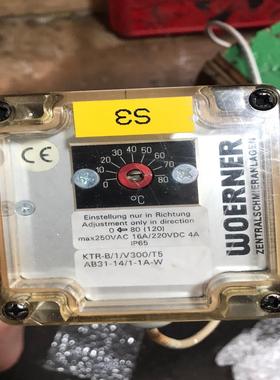 S3
CE
0 10 20 30 40 50 60 70 80
°C
Einstellung nur in Richtung
Adjustment only in direction
0 ⇐ 80 (120)
max250VAC 16A/220VDC 4A
IP65
KTR-B/1/V300/T5
AB31-14/1-1A-W
WOERNER
ZENTRALSCHMIERANLAGEN